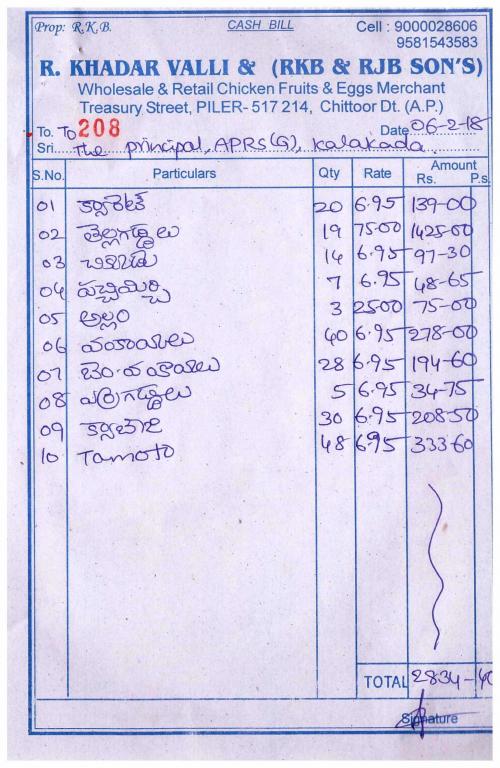 Prop: R.K.B. CASH BILL Cell : 9000028606
9581543583
R. KHADAR VALLI & (RKB & RJB SON'S)
Wholesale & Retail Chicken Fruits & Eggs Merchant
Treasury Street, PILER- 517 214, Chittoor Dt. (A.P.)
To. To 208 Date 06-2-18
Sri. The principal, APRS(G), Kalakada.
S.No. Particulars Qty Rate Amount Rs. P.s.
01 క్యారెట్ 20 6.95 139-00
02 తెల్లగడ్డలు 19 75.00 1425-00
03 చిక్కుడు 14 6.95 97-30
04 పచ్చిమిర్చి 7 6.95 48-65
05 అల్లం 3 25.00 75-00
06 వంకాయలు 40 6.95 278-00
07 బెండకాయలు 28 6.95 194-60
08 ఎర్రగడ్డలు 5 6.95 34-75
09 30 6.95 208-50
10 Tamoto 48 6.95 333-60
TOTAL 2834-40
Signature